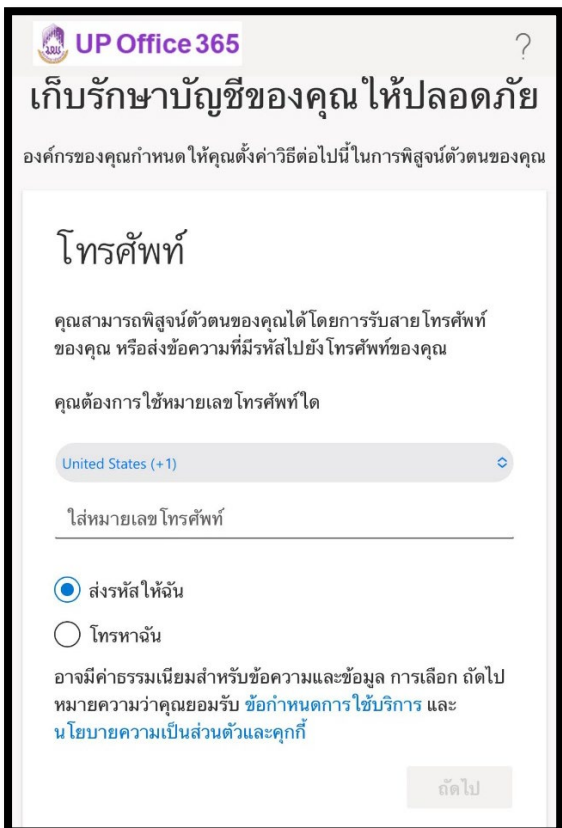 UP Office 365
?
เก็บรักษาบัญชีของคุณให้ปลอดภัย
องค์กรของคุณกำหนดให้คุณตั้งค่าวิธีต่อไปนี้ในการพิสูจน์ตัวตนของคุณ
โทรศัพท์
คุณสามารถพิสูจน์ตัวตนของคุณได้โดยการรับสายโทรศัพท์
ของคุณ หรือส่งข้อความที่มีรหัสไปยังโทรศัพท์ของคุณ
คุณต้องการใช้หมายเลขโทรศัพท์ใด
United States (+1)
ใส่หมายเลขโทรศัพท์
ส่งรหัสให้ฉัน
โทรหาฉัน
อาจมีค่าธรรมเนียมสำหรับข้อความและข้อมูล การเลือก ถัดไป
หมายความว่าคุณยอมรับ ข้อกำหนดการใช้บริการ และ
นโยบายความเป็นส่วนตัวและคุกกี้
ถัดไป